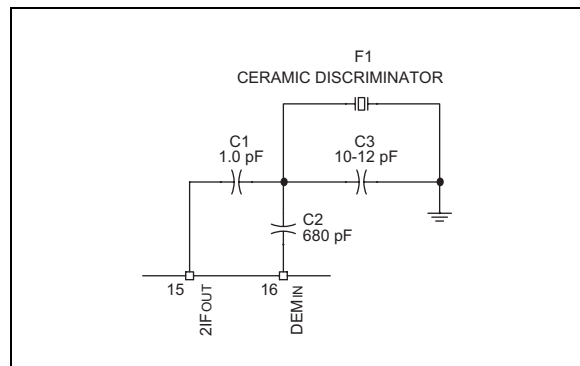 F1
CERAMIC DISCRIMINATOR
C1
1.0 pF
C3
10-12 pF
C2
680 pF
15
2IFOUT
16
DEMIN